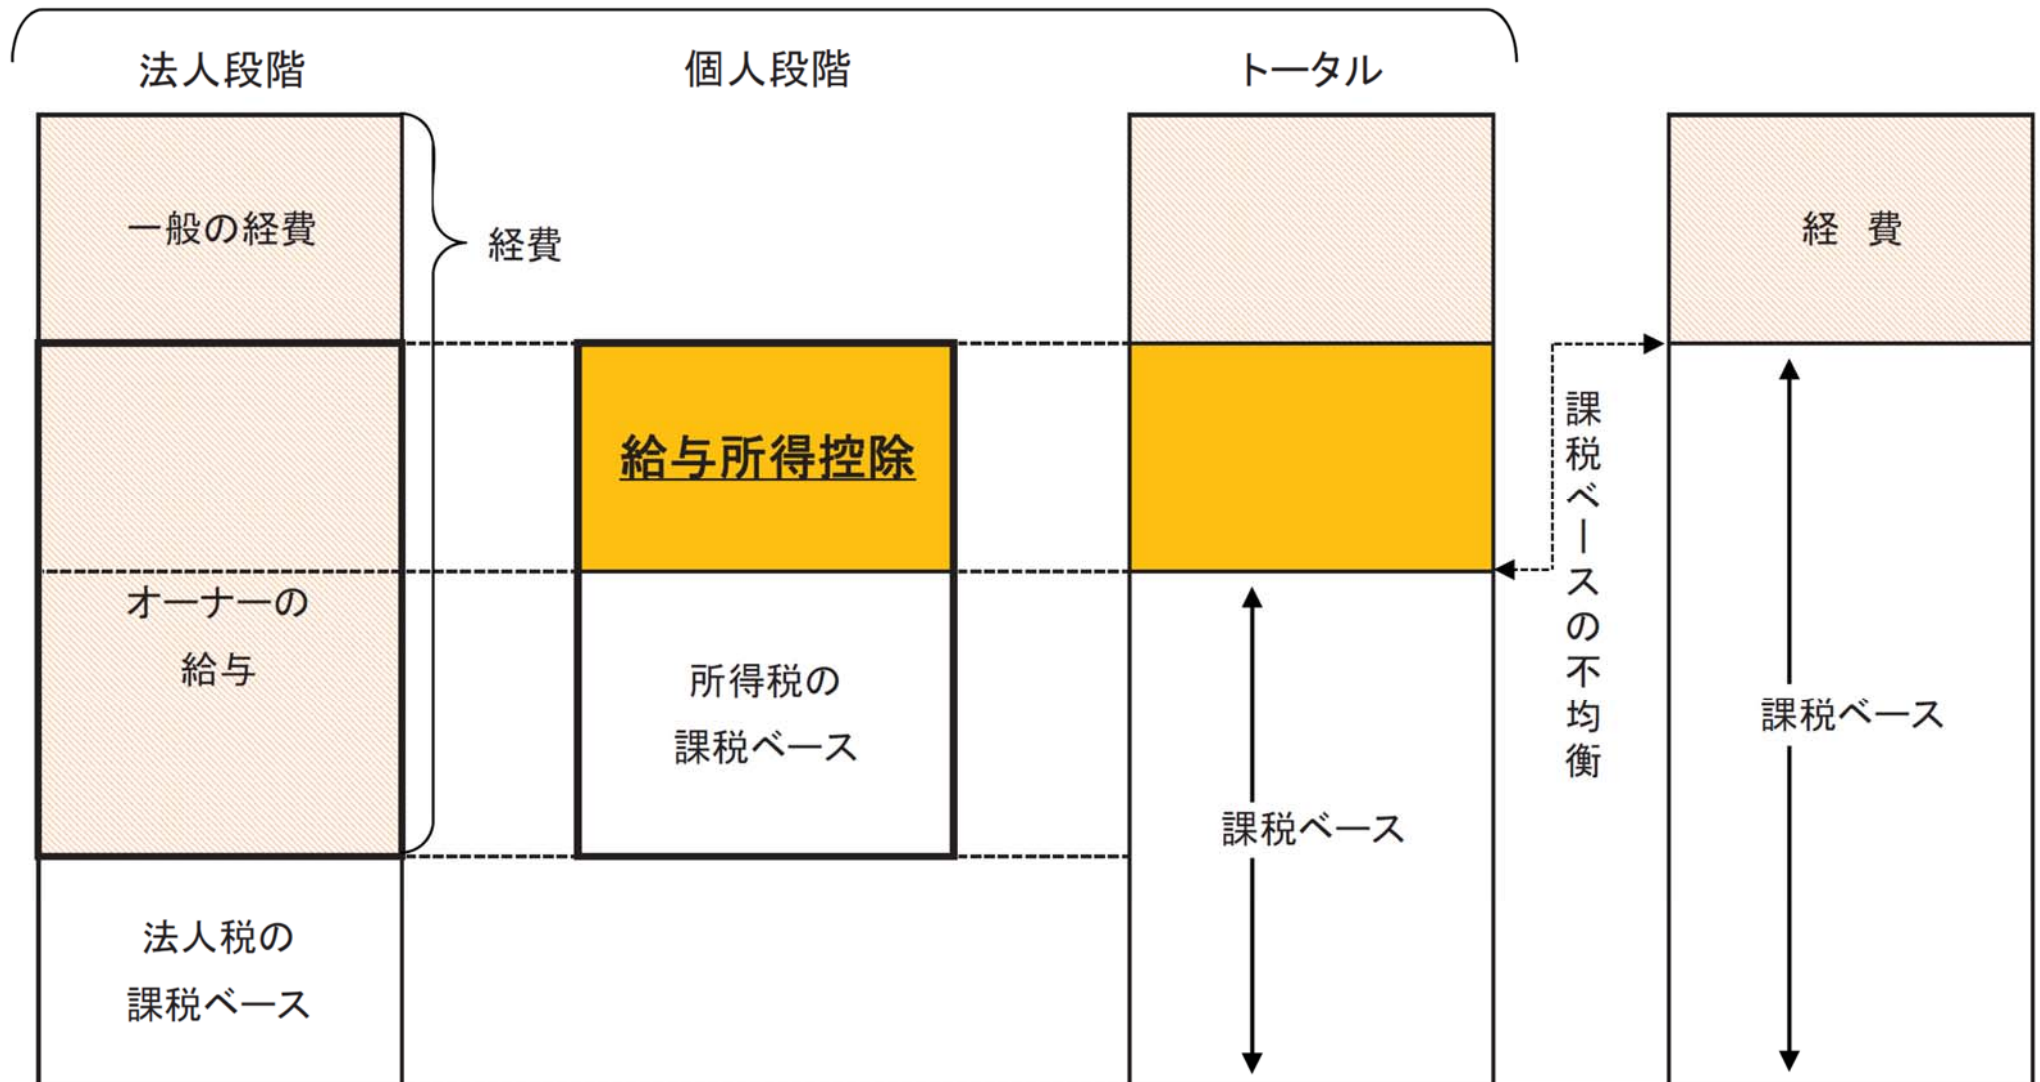 法人段階
個人段階
トータル
一般の経費
経費
経 費
給与所得控除
オーナーの
給与
所得税の
課税ベース
法人税の
課税ベース
課税ベース
課税ベースの不均衡
課税ベース